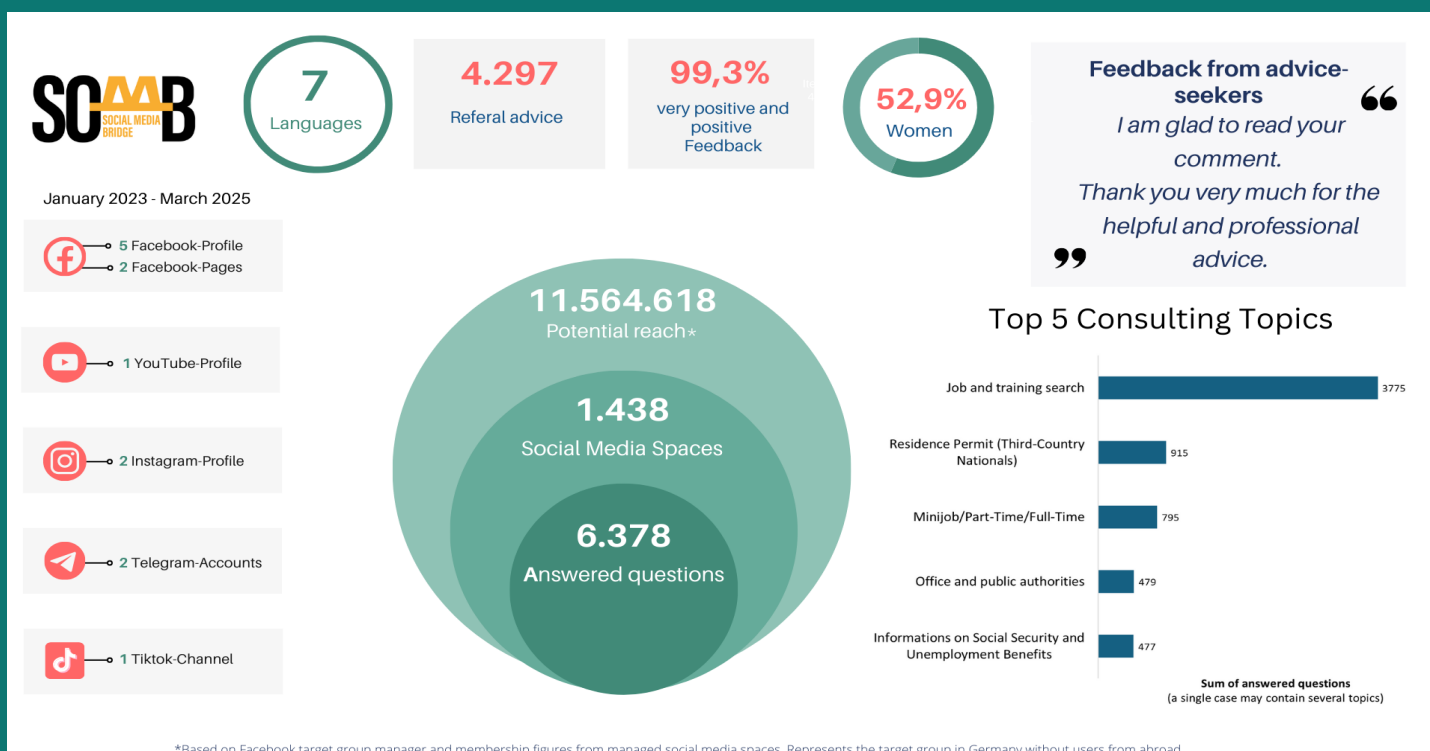 SOMB
SOCIAL MEDIA
BRIDGE
7
Languages
4.297
Referal advice
99,3%
very positive and
positive
Feedback
52,9%
Women
Feedback from advice-
seekers
“
I am glad to read your
comment.
Thank you very much for the
helpful and professional
advice.
”
January 2023 - March 2025
5 Facebook-Profile
2 Facebook-Pages
1 YouTube-Profile
2 Instagram-Profile
2 Telegram-Accounts
1 Tiktok-Channel
11.564.618
Potential reach*
1.438
Social Media Spaces
6.378
Answered questions
Top 5 Consulting Topics
Job and training search
3775
Residence Permit (Third-Country
Nationals)
915
Minijob/Part-Time/Full-Time
795
Office and public authorities
479
Informations on Social Security and
Unemployment Benefits
477
Sum of answered questions
(a single case may contain several topics)
*Based on Facebook target group manager and membership figures from managed social media spaces. Represents the target group in Germany without users from abroad